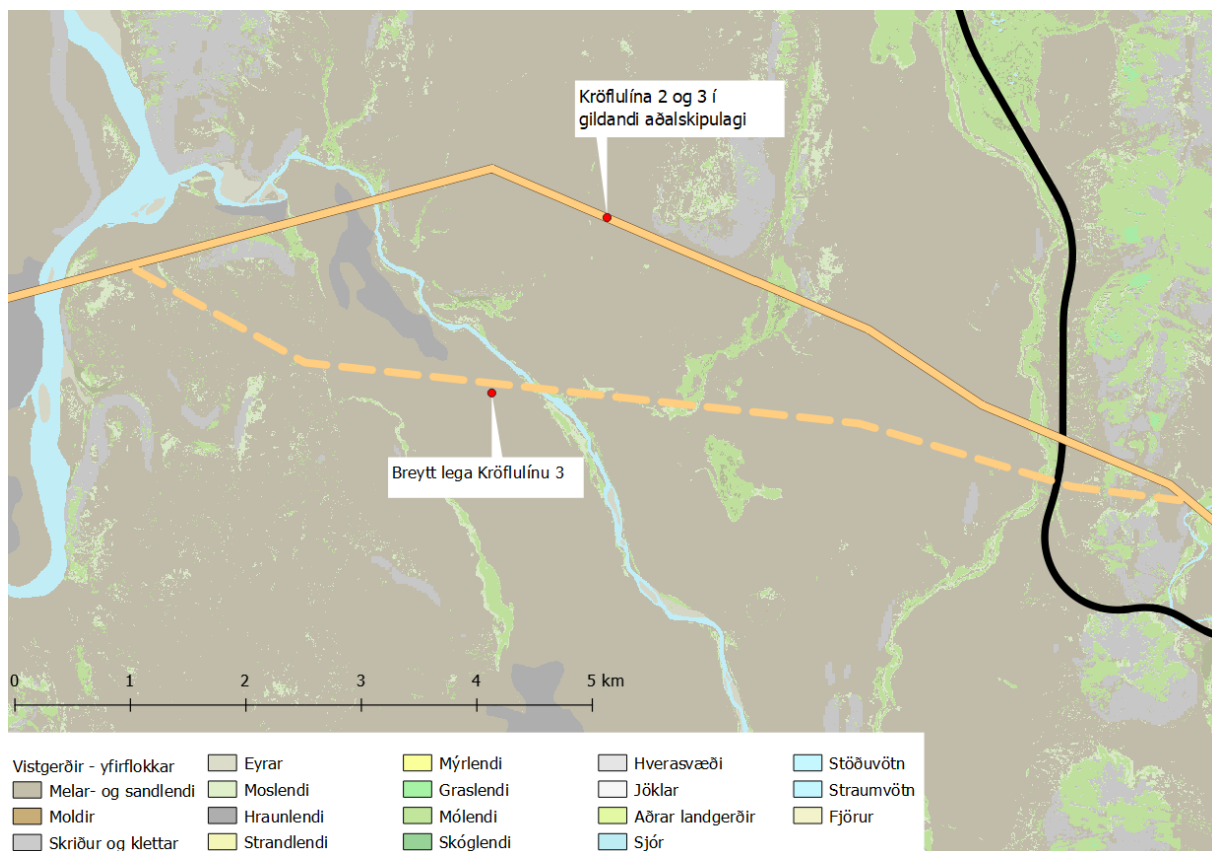 Kröflulína 2 og 3 í
gildandi aðalskipulagi
Breytt lega Kröflulínu 3
0 1 2 3 4 5 km
Vistgerðir - yfirflokkar
Melar- og sandlendi
Moldir
Skriður og klettar
Eyrar
Moslendi
Hraunlendi
Strandlendi
Mýrlendi
Graslendi
Mólendi
Skóglendi
Hverasvæði
Jöklar
Aðrar landgerðir
Sjór
Stöðuvötn
Straumvötn
Fjörur